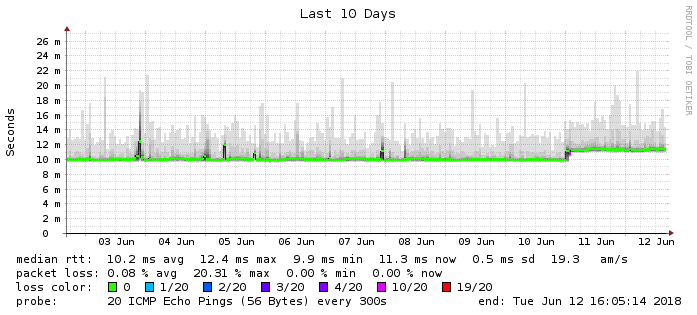 Last 10 Days
RRDTOOL / TOBI OETIKER
Seconds
26 m
24 m
22 m
20 m
18 m
16 m
14 m
12 m
10 m
8 m
6 m
4 m
2 m
0
03 Jun 04 Jun 05 Jun 06 Jun 07 Jun 08 Jun 09 Jun 10 Jun 11 Jun 12 Jun
median rtt: 10.2 ms avg 12.4 ms max 9.9 ms min 11.3 ms now 0.5 ms sd 19.3 am/s
packet loss: 0.08 % avg 20.31 % max 0.00 % min 0.00 % now
loss color: 0 1/20 2/20 3/20 4/20 10/20 19/20
probe: 20 ICMP Echo Pings (56 Bytes) every 300s end: Tue Jun 12 16:05:14 2018